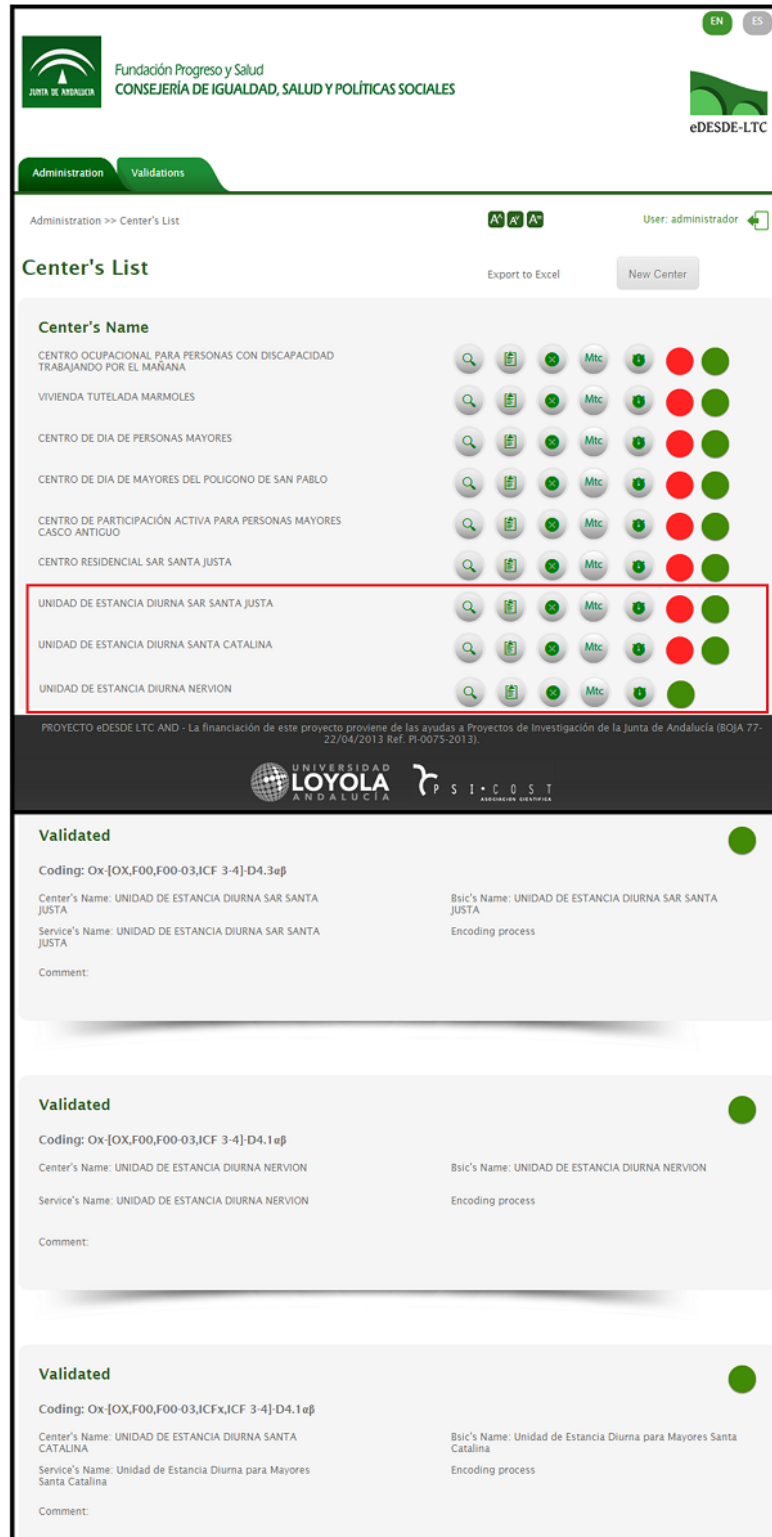 EN ES
JUNTA DE ANDALUCIA
Fundación Progreso y Salud
CONSEJERÍA DE IGUALDAD, SALUD Y POLÍTICAS SOCIALES
eDESDE-LTC
Administration Validations
Administration >> Center's List
User: administrador
Center's List
Export to Excel
New Center
Center's Name
CENTRO OCUPACIONAL PARA PERSONAS CON DISCAPACIDAD
TRABAJANDO POR EL MAÑANA
Mtc
VIVIENDA TUTELADA MARMOLES
Mtc
CENTRO DE DIA DE PERSONAS MAYORES
Mtc
CENTRO DE DIA DE MAYORES DEL POLIGONO DE SAN PABLO
Mtc
CENTRO DE PARTICIPACIÓN ACTIVA PARA PERSONAS MAYORES
CASCO ANTIGUO
Mtc
CENTRO RESIDENCIAL SAR SANTA JUSTA
Mtc
UNIDAD DE ESTANCIA DIURNA SAR SANTA JUSTA
Mtc
UNIDAD DE ESTANCIA DIURNA SANTA CATALINA
Mtc
UNIDAD DE ESTANCIA DIURNA NERVION
Mtc
PROYECTO eDESDE LTC AND - La financiación de este proyecto proviene de las ayudas a Proyectos de Investigación de la Junta de Andalucía (BOJA 77-
22/04/2013 Ref. PI-0075-2013).
UNIVERSIDAD
LOYOLA
ANDALUCÍA
PSICOST
ASOCIACIÓN CIENTÍFICA
Validated
Coding: Ox-[OX,F00,F00-03,ICF 3-4]-D4.3αβ
Center's Name: UNIDAD DE ESTANCIA DIURNA SAR SANTA
JUSTA
Bsic's Name: UNIDAD DE ESTANCIA DIURNA SAR SANTA
JUSTA
Service's Name: UNIDAD DE ESTANCIA DIURNA SAR SANTA
JUSTA
Encoding process
Comment:
Validated
Coding: Ox-[OX,F00,F00-03,ICF 3-4]-D4.1αβ
Center's Name: UNIDAD DE ESTANCIA DIURNA NERVION
Bsic's Name: UNIDAD DE ESTANCIA DIURNA NERVION
Service's Name: UNIDAD DE ESTANCIA DIURNA NERVION
Encoding process
Comment:
Validated
Coding: Ox-[OX,F00,F00-03,ICFx,ICF 3-4]-D4.1αβ
Center's Name: UNIDAD DE ESTANCIA DIURNA SANTA
CATALINA
Bsic's Name: Unidad de Estancia Diurna para Mayores Santa
Catalina
Service's Name: Unidad de Estancia Diurna para Mayores
Santa Catalina
Encoding process
Comment: